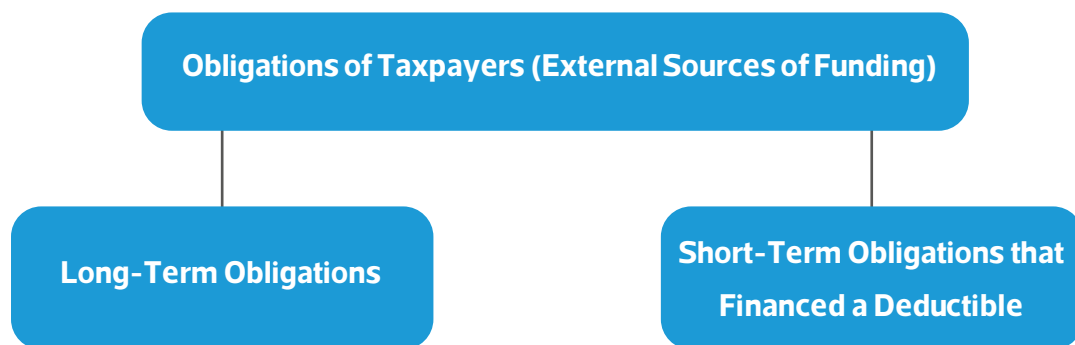 Obligations of Taxpayers (External Sources of Funding)
Long-Term Obligations
Short-Term Obligations that
Financed a Deductible